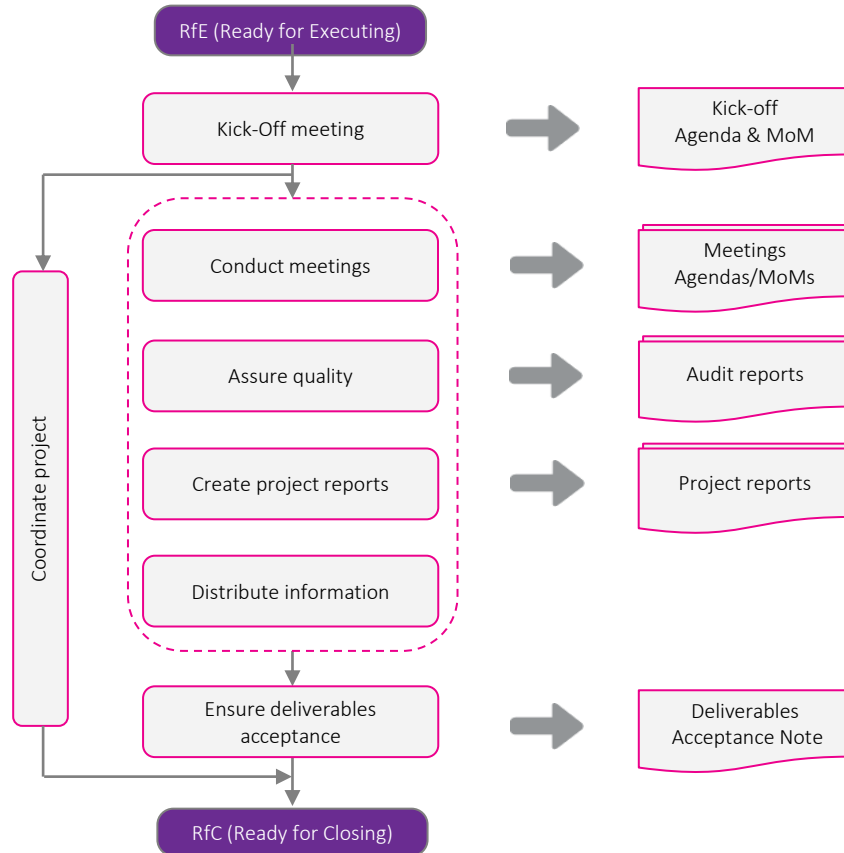 RfE (Ready for Executing)
Kick-Off meeting
Kick-off
Agenda & MoM
Conduct meetings
Meetings
Agendas/MoMs
Assure quality
Audit reports
Coordinate project
Create project reports
Project reports
Distribute information
Ensure deliverables
acceptance
Deliverables
Acceptance Note
RfC (Ready for Closing)